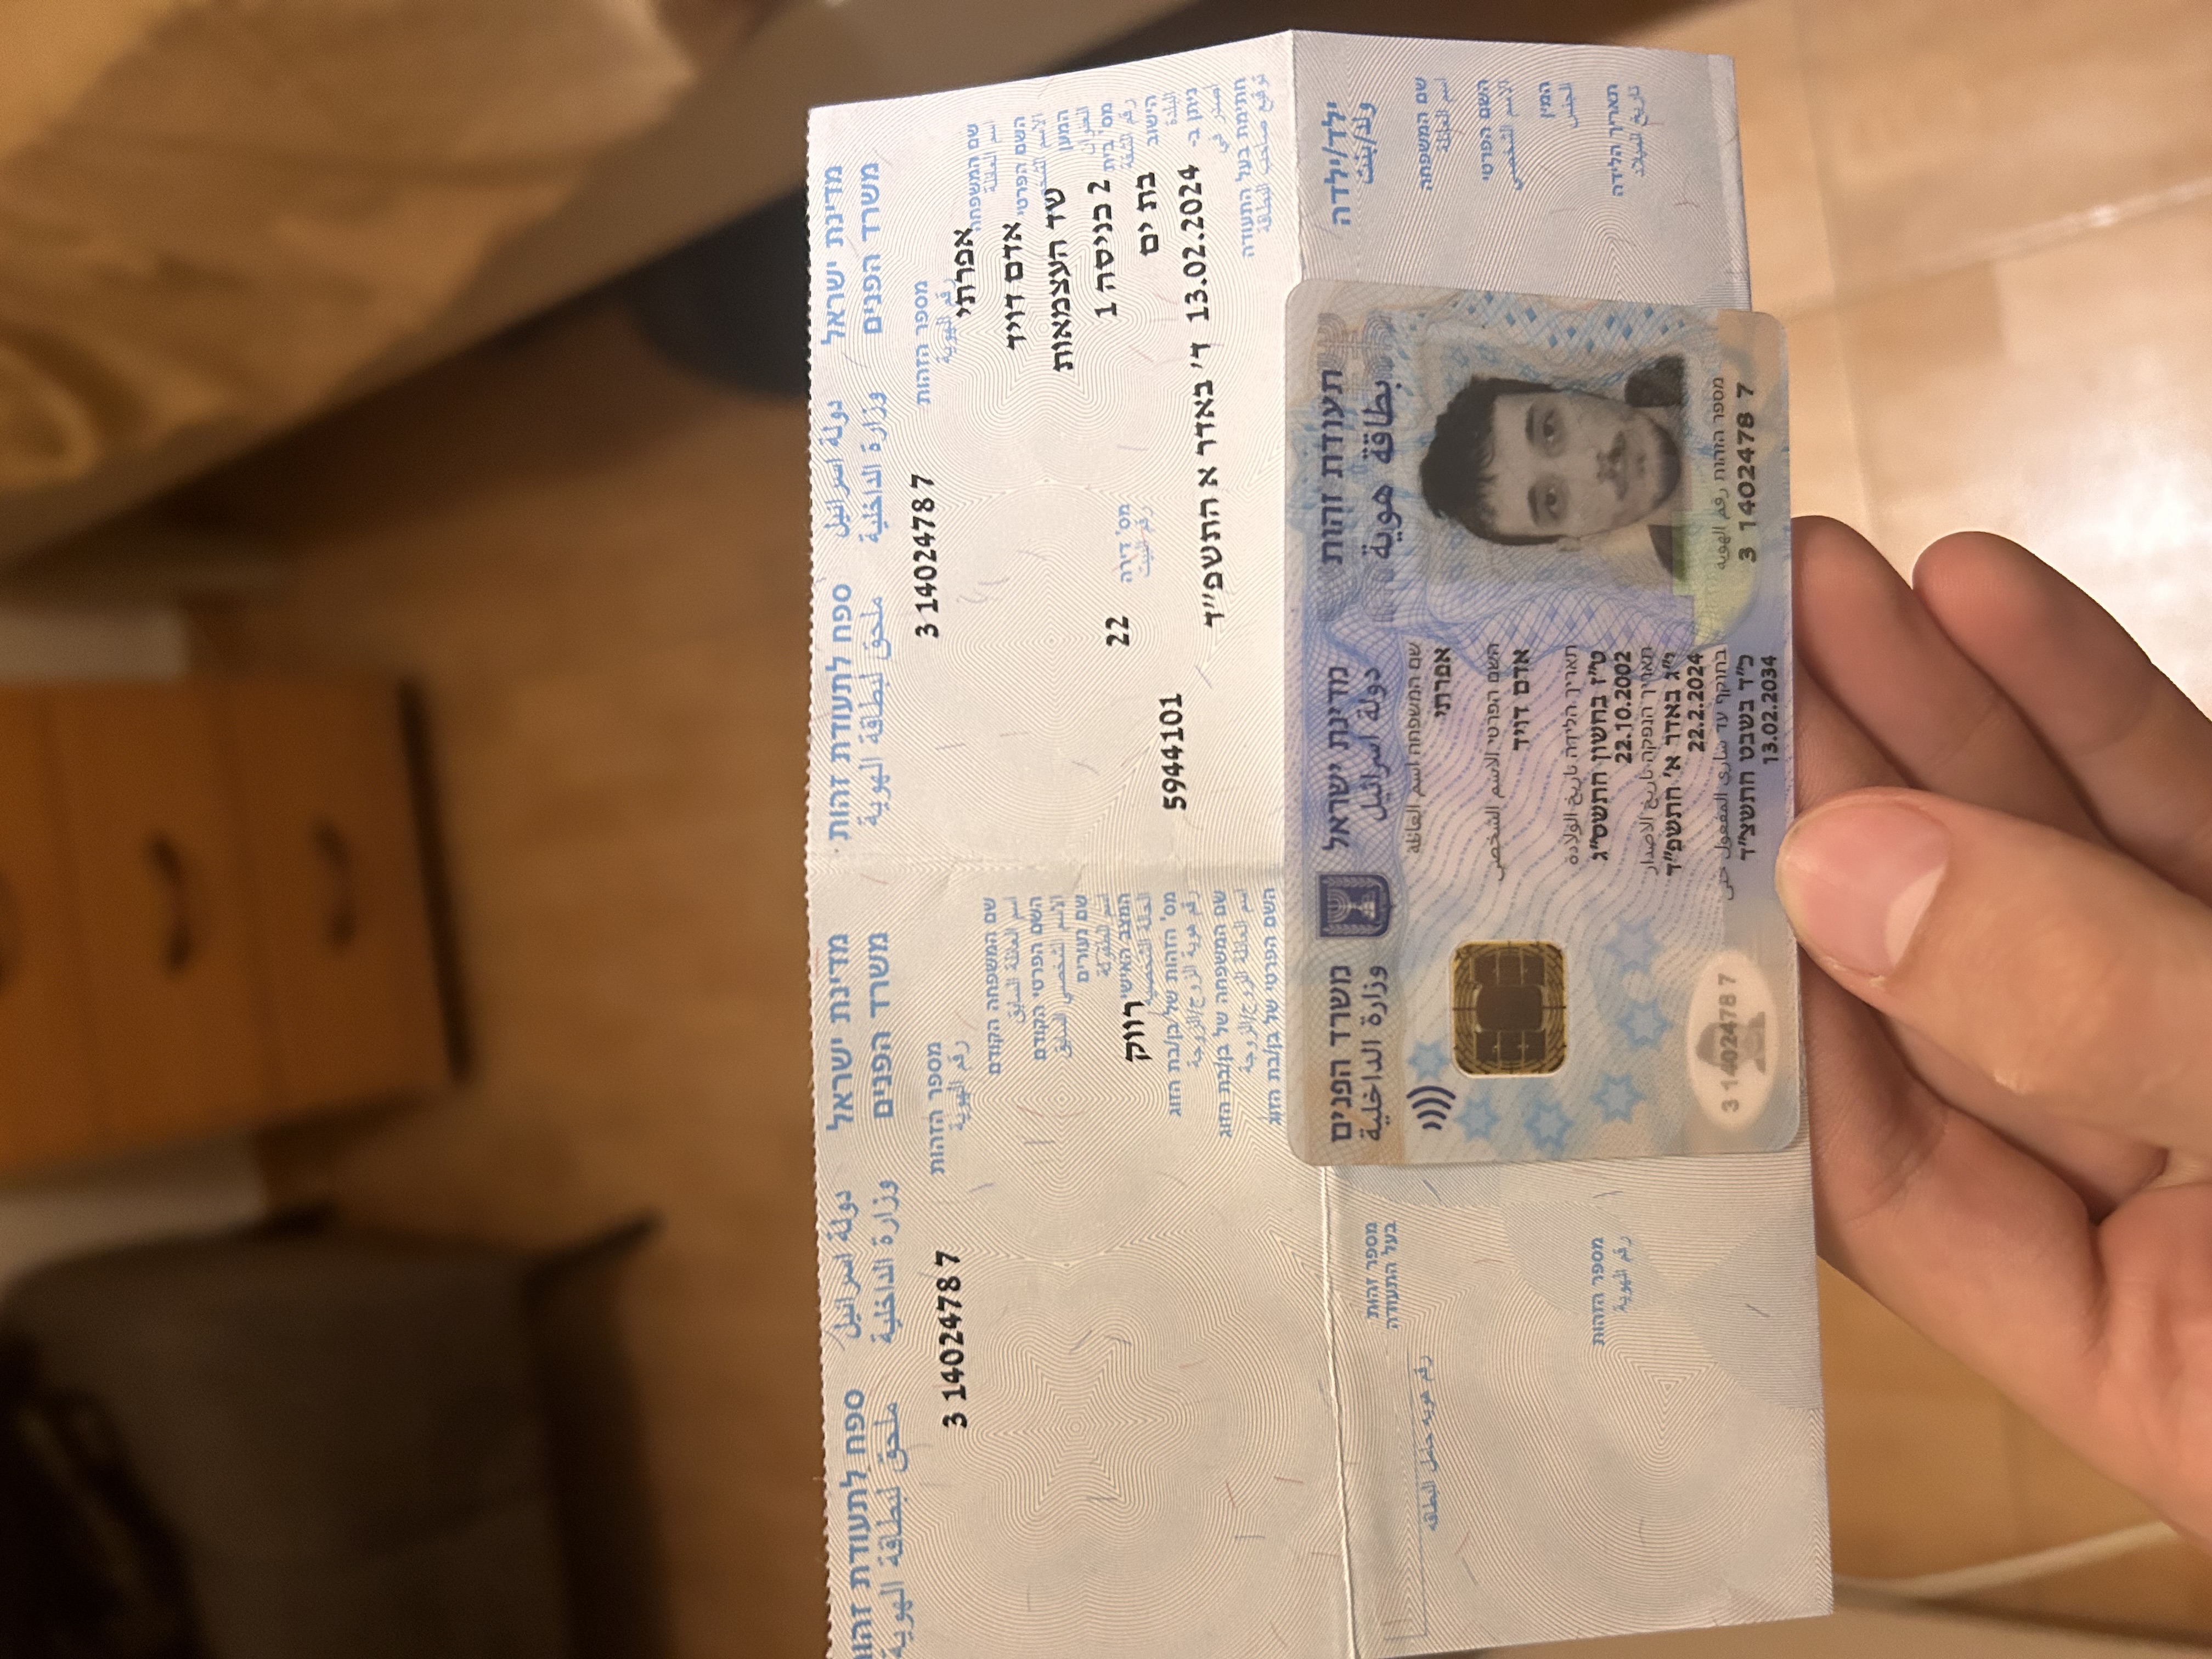 מדינת ישראל
دولة اسرائيل
ספח לתעודת זהות
משרד הפנים
وزارة الداخلية
ملحق لبطاقة الهوية
מספר הזהות
3 1402478 7
رقم الهوية
שם המשפחה
אפרתי
اسم العائلة
השם הפרטי
אדם דויד
המען
שד העצמאות
العنوان
מס' בית
2 כניסה 1
رقم الشقة
מס' דירה
22
رقم البيت
הישוב
בת ים
5944101
البلدة
ניתן ב-
13.02.2024
ד' באדר א התשפ"ד
أصدر في
חתימת בעל התעודה
توقيع صاحب البطاقة
מדינת ישראל
دولة اسرائيل
ספח לתעודת
משרד הפנים
وزارة الداخلية
ملحق لبطاقة الهوية
מספר הזהות
3 1402478 7
رقم الهوية
שם המשפחה הקודם
اسم العائلة السابق
השם הפרטי הקודם
الاسم الشخصي السابق
שם נעורים
اسم الطفولة
המצב האישי
רווק
الحالة الشخصية
מס' הזהות של בן/בת הזוג
رقم هوية الزوج/الزوجة
שם המשפחה של בן/בת הזוג
اسم العائلة الزوج/الزوجة
השם הפרטי של בן/בת הזוג
ילד/ילדה
ولد/بنت
שם המשפחה
اسم العائلة
השם הפרטי
الاسم الشخصي
המין
الجنس
תאריך הלידה
تاريخ الميلاد
מספר זהות
בעל התעודה
رقم هوية حامل البطاقه
מספר הזהות
رقم الهوية
תעודת זהות
بطاقة هوية
מדינת ישראל
دولة اسرائيل
משרד הפנים
وزارة الداخلية
שם המשפחה اسم العائلة
אפרתי
השם הפרטי الاسم الشخصي
אדם דויד
תאריך הלידה تاريخ الولادة
ט"ז בחשון התשס"ג
22.10.2002
תאריך הנפקה تاريخ الاصدار
י"ג באדר א' התשפ"ד
22.2.2024
בתוקף עד ساري المفعول حتى
כ"ד בשבט התשצ"ד
13.02.2034
מספר הזהות رقم الهوية
3 1402478 7
3 1402478 7